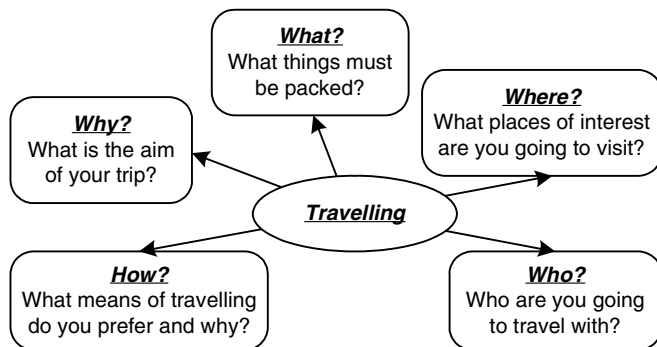 What?
What things must
be packed?
Why?
What is the aim
of your trip?
Where?
What places of interest
are you going to visit?
Travelling
How?
What means of travelling
do you prefer and why?
Who?
Who are you going
to travel with?